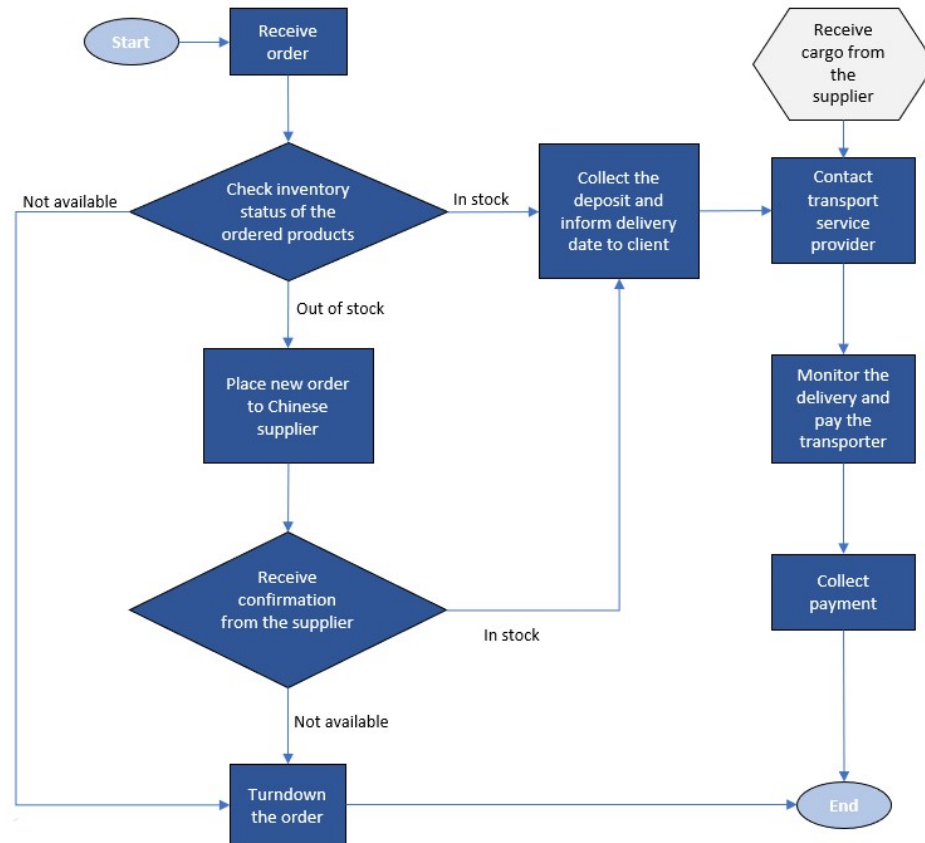 Start
Receive
order
Receive
cargo from
the
supplier
Not available
Check inventory
status of the
ordered products
In stock
Collect the
deposit and
inform delivery
date to client
Contact
transport
service
provider
Out of stock
Place new order
to Chinese
supplier
Monitor the
delivery and
pay the
transporter
Receive
confirmation
from the supplier
In stock
Collect
payment
Not available
Turndown
the order
End